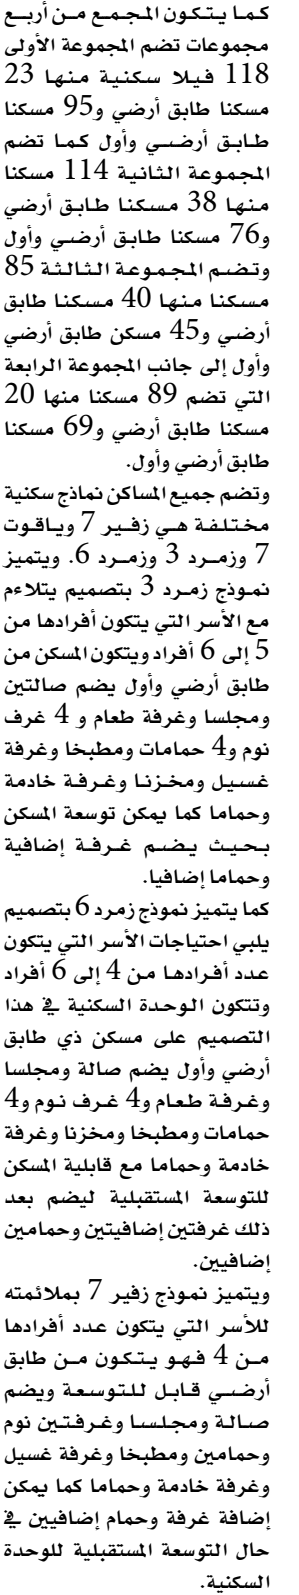 كما يتكون المجمع من أربع
مجموعات تضم المجموعة الأولى
118 فيلا سكنية منها 23
مسكنا طابق أرضي و95 مسكنا
طابق أرضي وأول كما تضم
المجموعة الثانية 114 مسكنا
منها 38 مسكنا طابق أرضي
و76 مسكنا طابق أرضي وأول
وتضم المجموعة الثالثة 85
مسكنا منها 40 مسكنا طابق
أرضي و45 مسكن طابق أرضي
وأول إلى جانب المجموعة الرابعة
التي تضم 89 مسكنا منها 20
مسكنا طابق أرضي و69 مسكنا
طابق أرضي وأول.
وتضم جميع المساكن نماذج سكنية
مختلفة هي زفير 7 وياقوت
7 وزمرد 3 وزمرد 6. ويتميز
نموذج زمرد 3 بتصميم يتلاءم
مع الأسر التي يتكون أفرادها من
5 إلى 6 أفراد ويتكون المسكن من
طابق أرضي وأول يضم صالتين
ومجلسا وغرفة طعام و 4 غرف
نوم و4 حمامات ومطبخا وغرفة
غسيل ومخزنا وغرفة خادمة
وحماما كما يمكن توسعة المسكن
بحيث يضم غرفة إضافية
وحماما إضافيا.
كما يتميز نموذج زمرد 6 بتصميم
يلبي احتياجات الأسر التي يتكون
عدد أفرادها من 4 إلى 6 أفراد
وتتكون الوحدة السكنية في هذا
التصميم على مسكن ذي طابق
أرضي وأول يضم صالة ومجلسا
وغرفة طعام و4 غرف نوم و4
حمامات ومطبخا ومخزنا وغرفة
خادمة وحماما مع قابلية المسكن
للتوسعة المستقبلية ليضم بعد
ذلك غرفتين إضافيتين وحمامين
إضافيين.
ويتميز نموذج زفير 7 بملائمته
للأسر التي يتكون عدد أفرادها
من 4 فهو يتكون من طابق
أرضي قابل للتوسعة ويضم
صالة ومجلسا وغرفتين نوم
وحمامين ومطبخا وغرفة غسيل
وغرفة خادمة وحماما كما يمكن
إضافة غرفة وحمام إضافيين في
حال التوسعة المستقبلية للوحدة
السكنية.